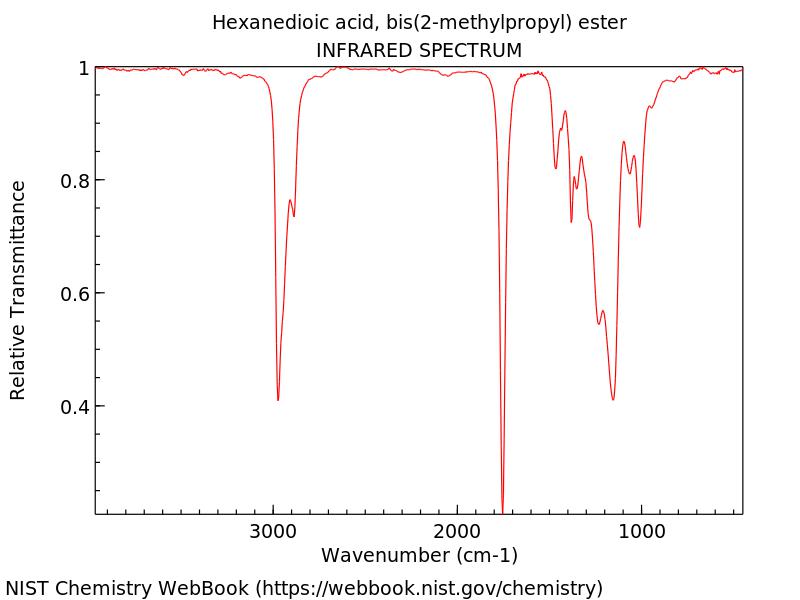 Hexanedioic acid, bis(2-methylpropyl) ester
INFRARED SPECTRUM
1
0.8
0.6
0.4
Relative Transmittance
3000 2000 1000
Wavenumber (cm-1)
NIST Chemistry WebBook (https://webbook.nist.gov/chemistry)